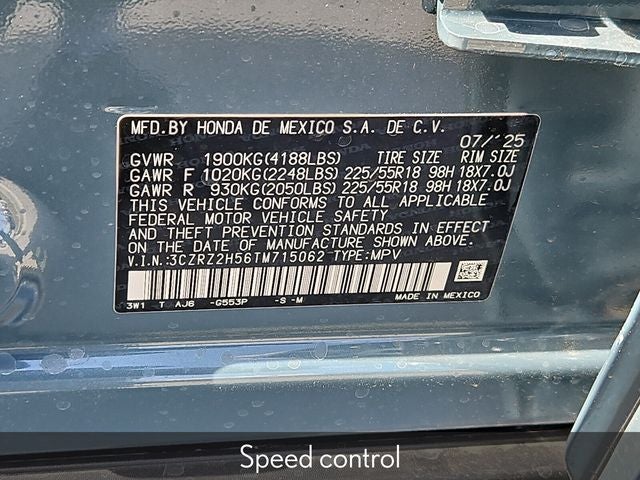 MFD.BY HONDA DE MEXICO S.A. DE C.V.
07/'25
GVWR 1900KG(4188LBS) TIRE SIZE RIM SIZE
GAWR F 1020KG(2248LBS) 225/55R18 98H 18X7.0J
GAWR R 930KG(2050LBS) 225/55R18 98H 18X7.0J
THIS VEHICLE CONFORMS TO ALL APPLICABLE
FEDERAL MOTOR VEHICLE SAFETY
AND THEFT PREVENTION STANDARDS IN EFFECT
ON THE DATE OF MANUFACTURE SHOWN ABOVE.
V.I.N.:3CZRZ2H56TM715062 TYPE:MPV
3W1 T AJ6 -G553P -S -M MADE IN MEXICO
Speed control